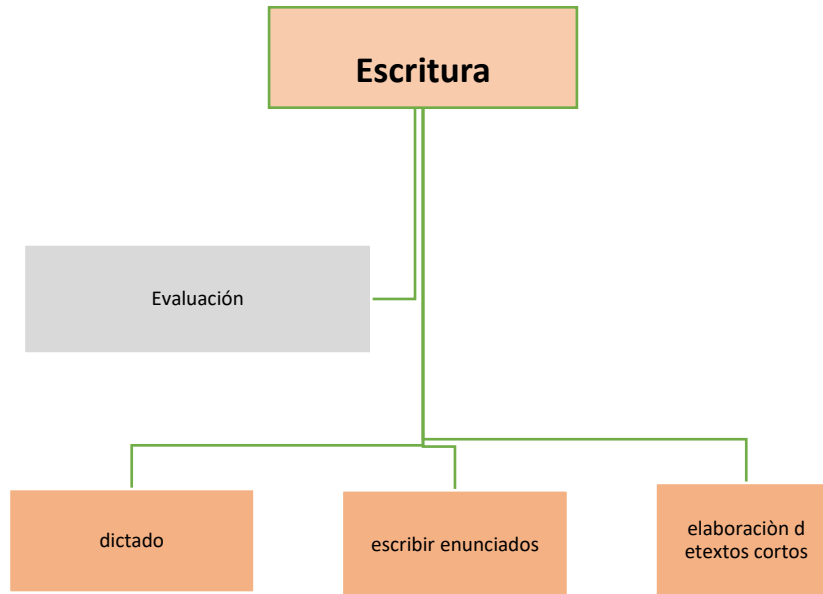 Escritura
Evaluación
dictado
escribir enunciados
elaboraciòn d
etextos cortos